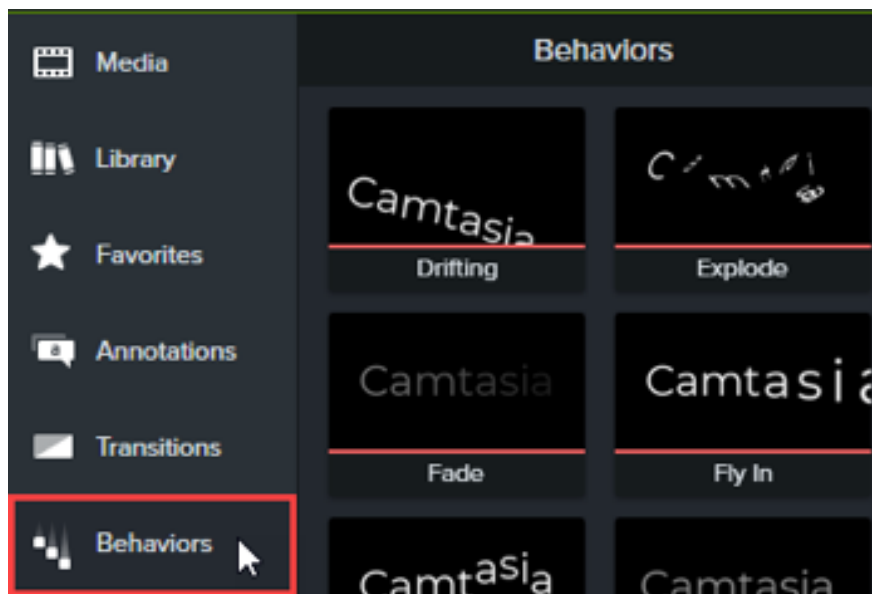 Media
Library
Favorites
Annotations
Transitions
Behaviors
Behaviors
Camtasia
Drifting
Explode
Camtasia
Fade
Camtasia
Fly In
Camtasia
Camtasia